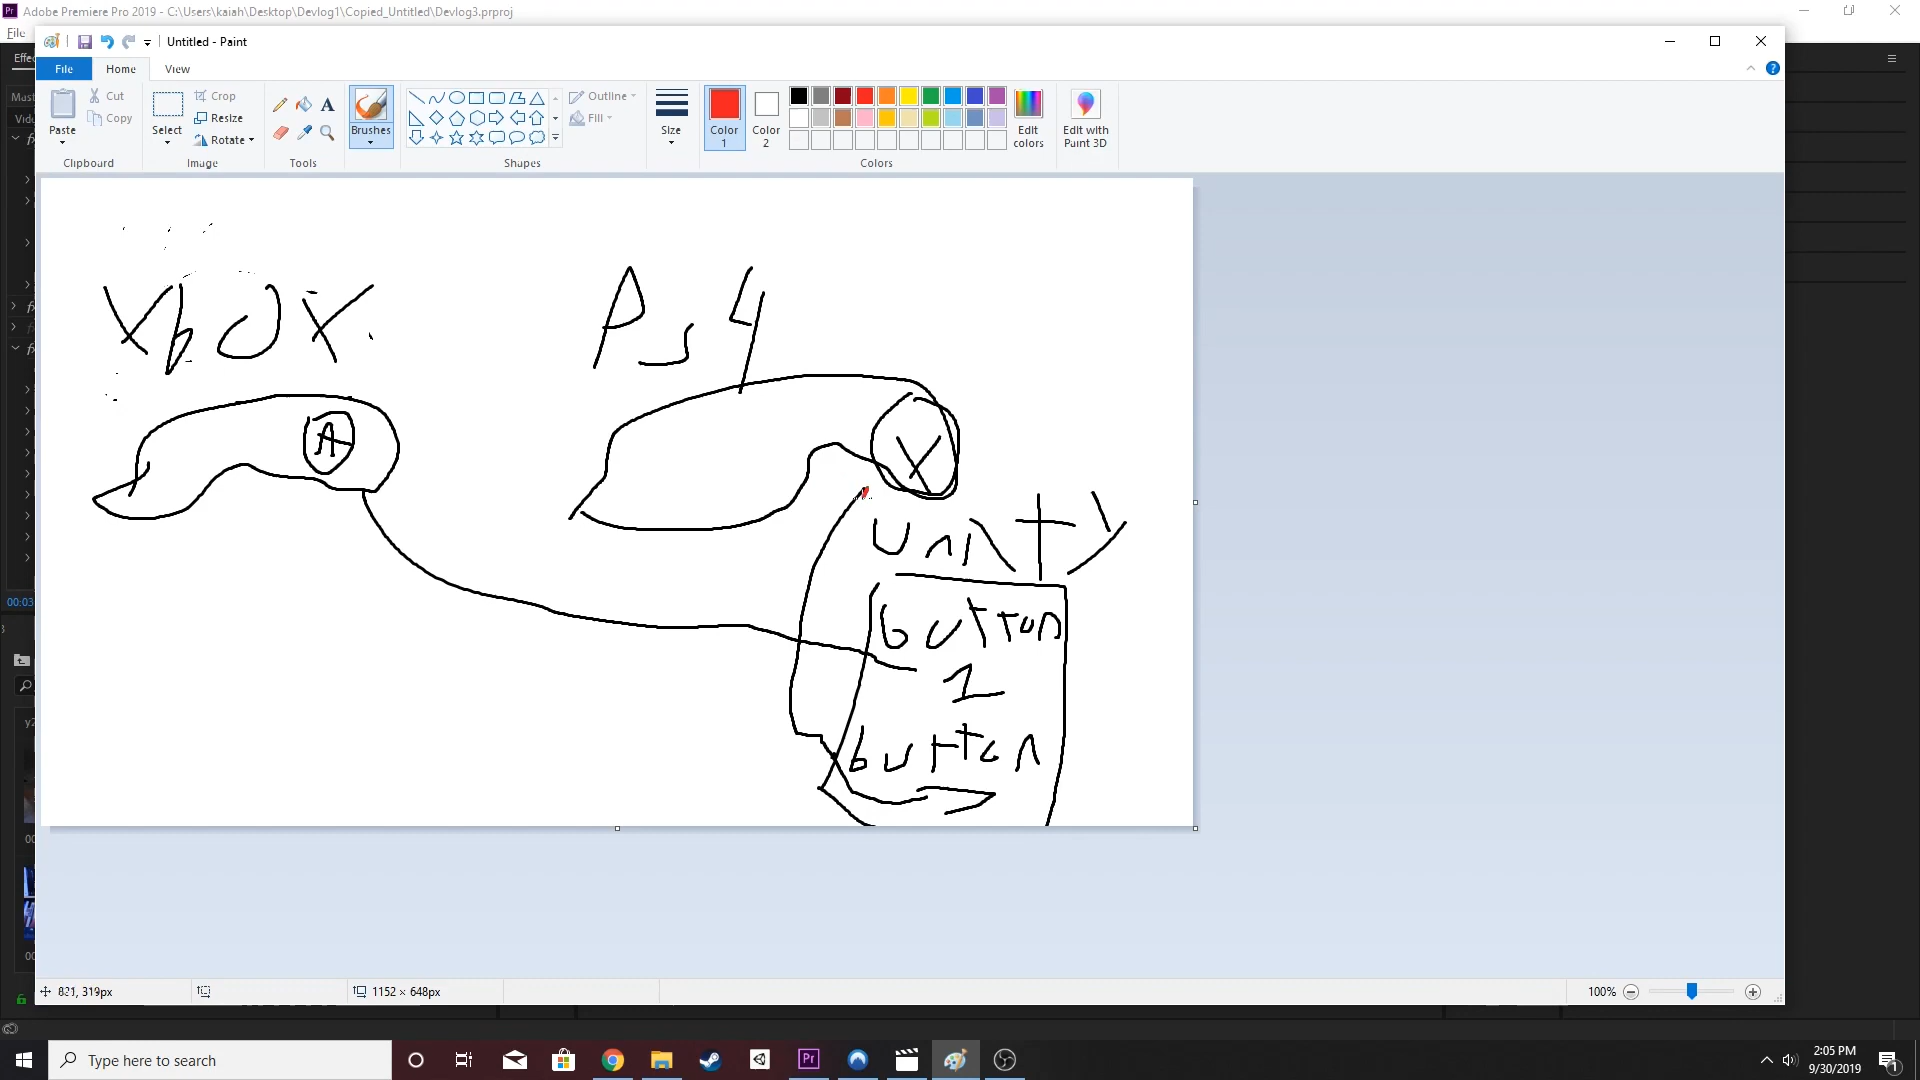 Adobe Premiere Pro 2019 - C:\Users\kaiah\Desktop\Devlog1\Copied_Untitled\Devlog3.prproj
File
Untitled - Paint
File Home View
Paste
Cut
Copy
Clipboard
Select
Crop
Resize
Rotate
Image
Tools
Brushes
Shapes
Outline
Fill
Size
Color 1
Color 2
Edit colors
Edit with Paint 3D
Colors
XbOX
Ps4
A
X
unity
button
1
button
821, 319px
1152 × 648px
100%
Type here to search
2:05 PM
9/30/2019